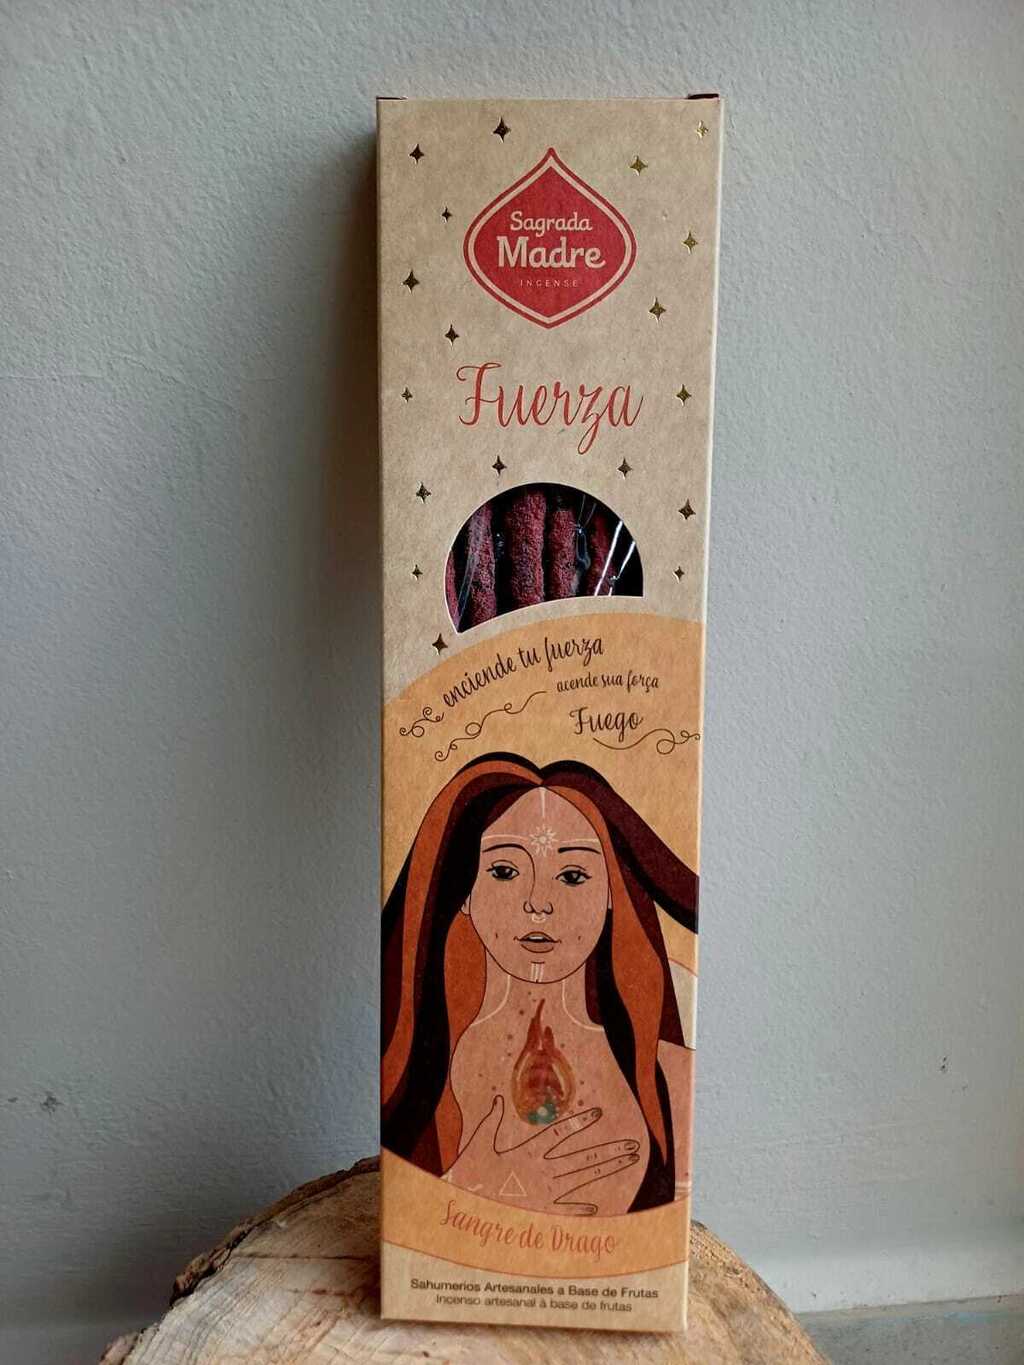 Sagrada
Madre
INCENSE
Fuerza
enciende tu fuerza
acende sua força
Fuego
Sangre de Drago
Sahumerios Artesanales a Base de Frutas
Incenso artesanal à base de frutas